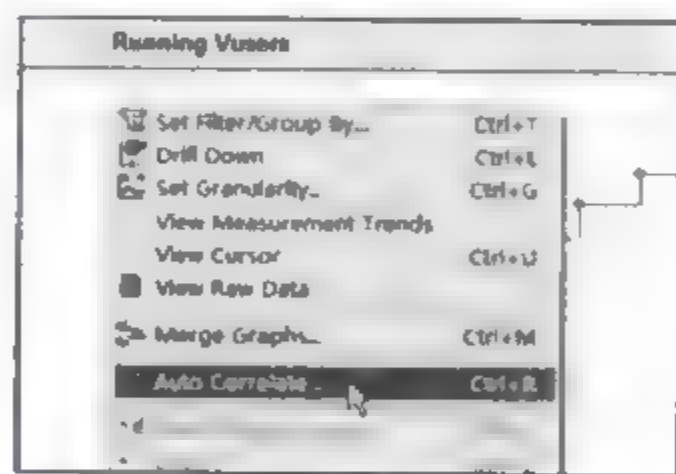 Running Vusers
Set Filter/Group By... Ctrl+T
Drill Down Ctrl+L
Set Granularity... Ctrl+G
View Measurement Trends
View Cursor Ctrl+U
View Raw Data
Merge Graphs... Ctrl+M
Auto Correlate... Ctrl+R